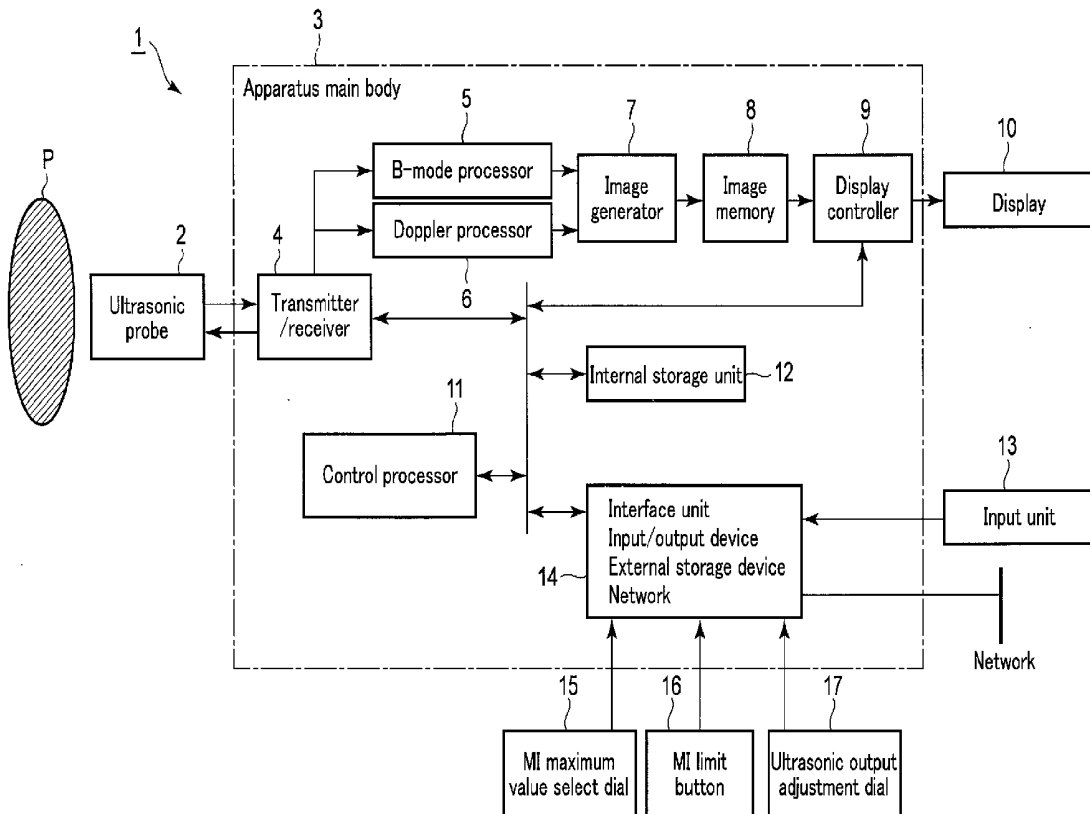 1
3
Apparatus main body
5
B-mode processor
7
Image
generator
8
Image
memory
9
Display
controller
10
Display
P
Doppler processor
6
2
Ultrasonic
probe
4
Transmitter
/receiver
Internal storage unit
12
11
Control processor
13
Input unit
Interface unit
Input/output device
External storage device
Network
14
Network
15
MI maximum
value select dial
16
MI limit
button
17
Ultrasonic output
adjustment dial